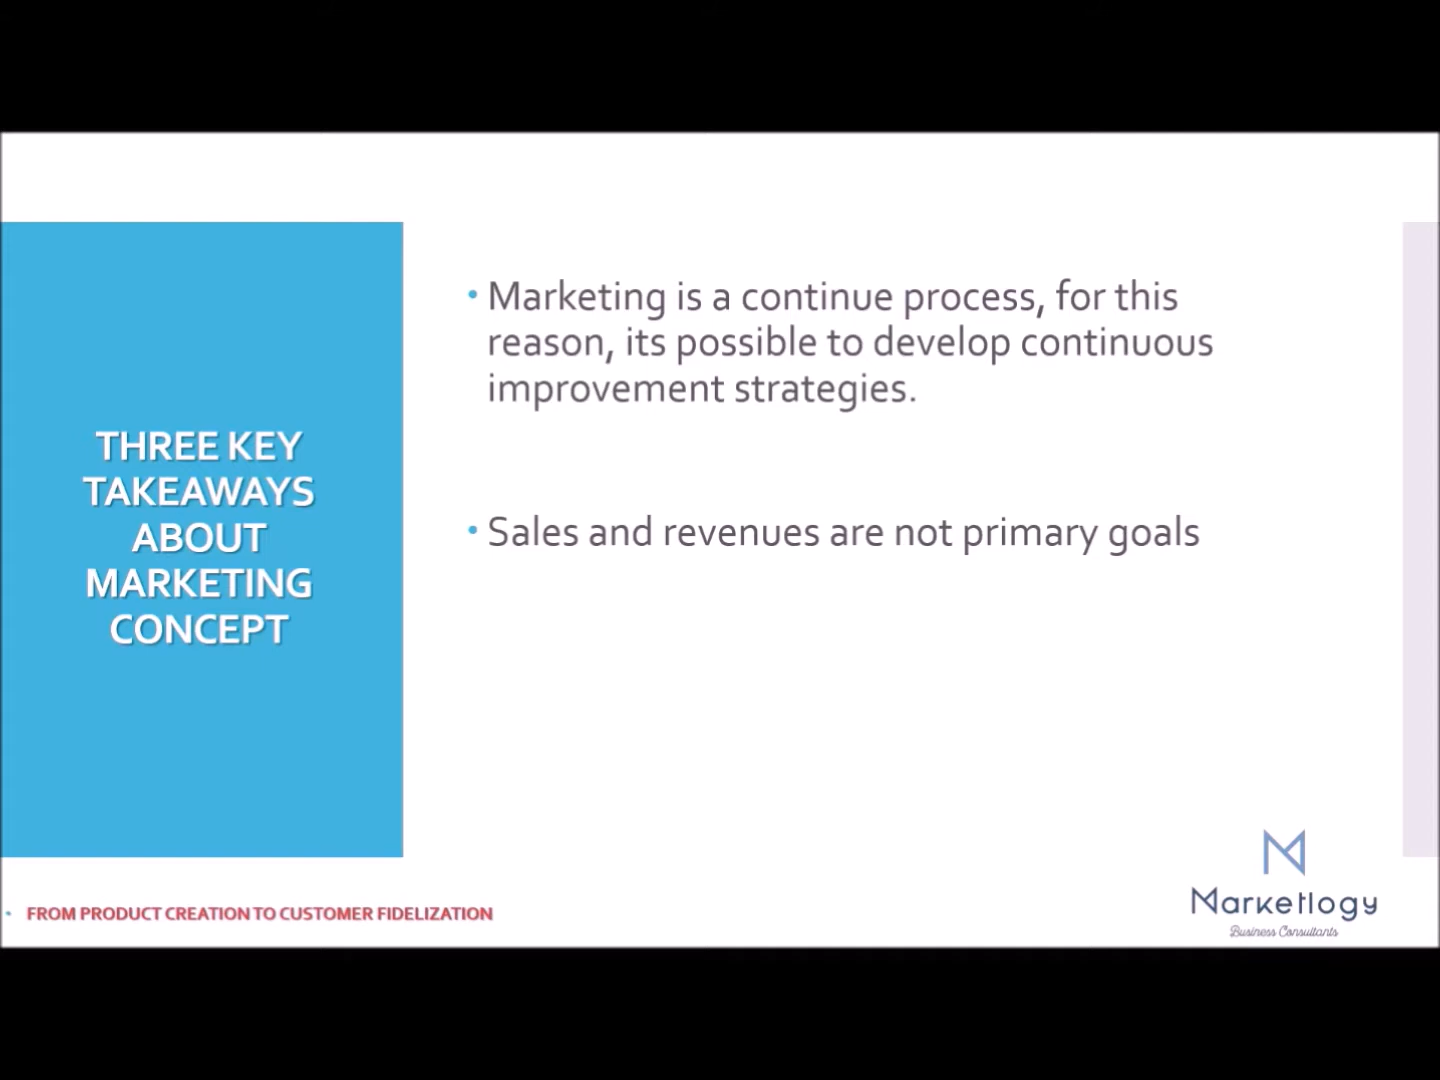 THREE KEY
TAKEAWAYS
ABOUT
MARKETING
CONCEPT
• Marketing is a continue process, for this
reason, its possible to develop continuous
improvement strategies.
• Sales and revenues are not primary goals
• FROM PRODUCT CREATION TO CUSTOMER FIDELIZATION
Marketlogy
Business Consultants